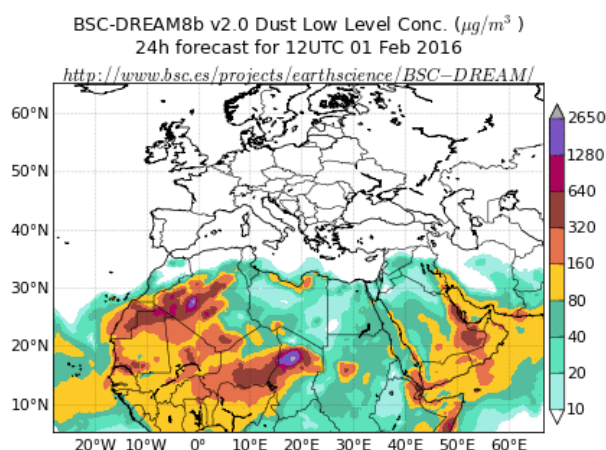 BSC-DREAM8b v2.0 Dust Low Level Conc. (μg/m³ )
24h forecast for 12UTC 01 Feb 2016
http://www.bsc.es/projects/earthscience/BSC−DREAM/
60°N
50°N
40°N
30°N
20°N
10°N
20°W 10°W 0° 10°E 20°E 30°E 40°E 50°E 60°E
2650
1280
640
320
160
80
40
20
10